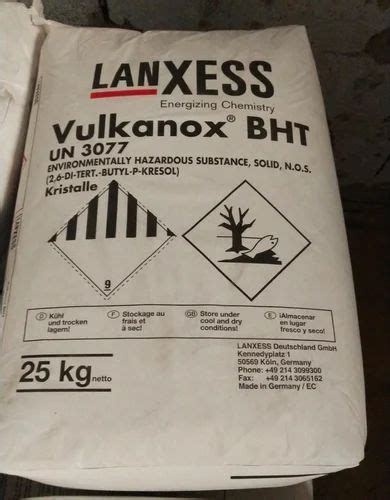 LANXESS
Energizing Chemistry
Vulkanox® BHT
UN 3077
ENVIRONMENTALLY HAZARDOUS SUBSTANCE, SOLID, N.O.S.
(2,6-DI-TERT.-BUTYL-P-KRESOL)
Kristalle
9
D Kühl
und trocken
lagern!
F Stockage au
frais et
à sec!
GB Store under
cool and dry
conditions!
E ¡Almacenar
en lugar
fresco y seco!
25 kg netto
LANXESS Deutschland GmbH
Kennedyplatz 1
50569 Köln, Germany
Phone: +49 214 3099300
Fax: +49 214 3065162
Made in Germany / EC